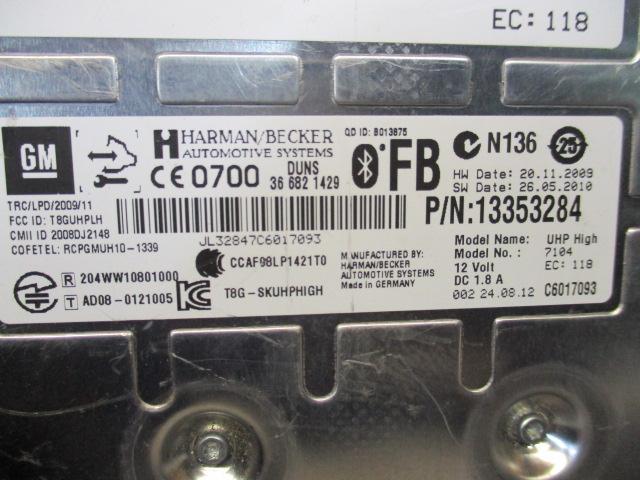 EC: 118
GM
HARMAN/BECKER
AUTOMOTIVE SYSTEMS
QD ID: B013875
CE 0700
DUNS
36 682 1429
FB
N136
25
HW Date: 20.11.2009
SW Date: 26.05.2010
TRC/LPD/2009/11
FCC ID: T8GUHPLH
CMII ID 2008DJ2148
COFETEL: RCPGMUH10-1339
P/N:13353284
JL32847C6017093
CCAF98LP1421T0
R 204WW10801000
T AD08-0121005
T8G-SKUHPHIGH
MANUFACTURED BY:
HARMAN/BECKER
AUTOMOTIVE SYSTEMS
Made in GERMANY
Model Name: UHP High
Model No.: 7104
12 Volt EC: 118
DC 1.8 A
002 24.08.12 C6017093